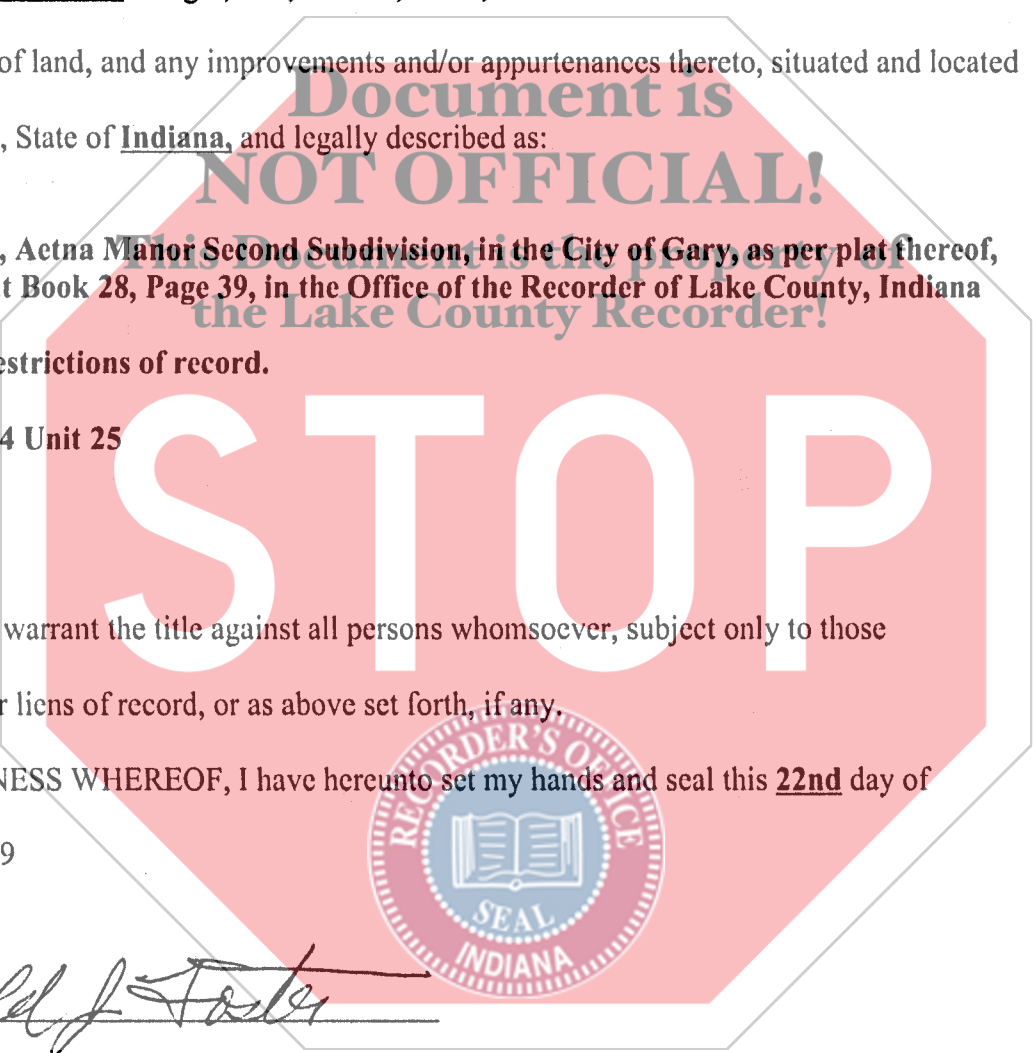 of land, and any improvements and/or appurtenances thereto, situated and located
Document is
, State of Indiana, and legally described as:
NOT OFFICIAL!
This Document is the property of
, Aetna Manor Second Subdivision, in the City of Gary, as per plat thereof,
t Book 28, Page 39, in the Office of the Recorder of Lake County, Indiana
the Lake County Recorder!
estrictions of record.
4 Unit 25
STOP
warrant the title against all persons whomsoever, subject only to those
r liens of record, or as above set forth, if any.
NESS WHEREOF, I have hereunto set my hands and seal this 22nd day of
9
RECORDER'S OFFICE
SEAL
INDIANA
ld J Foster